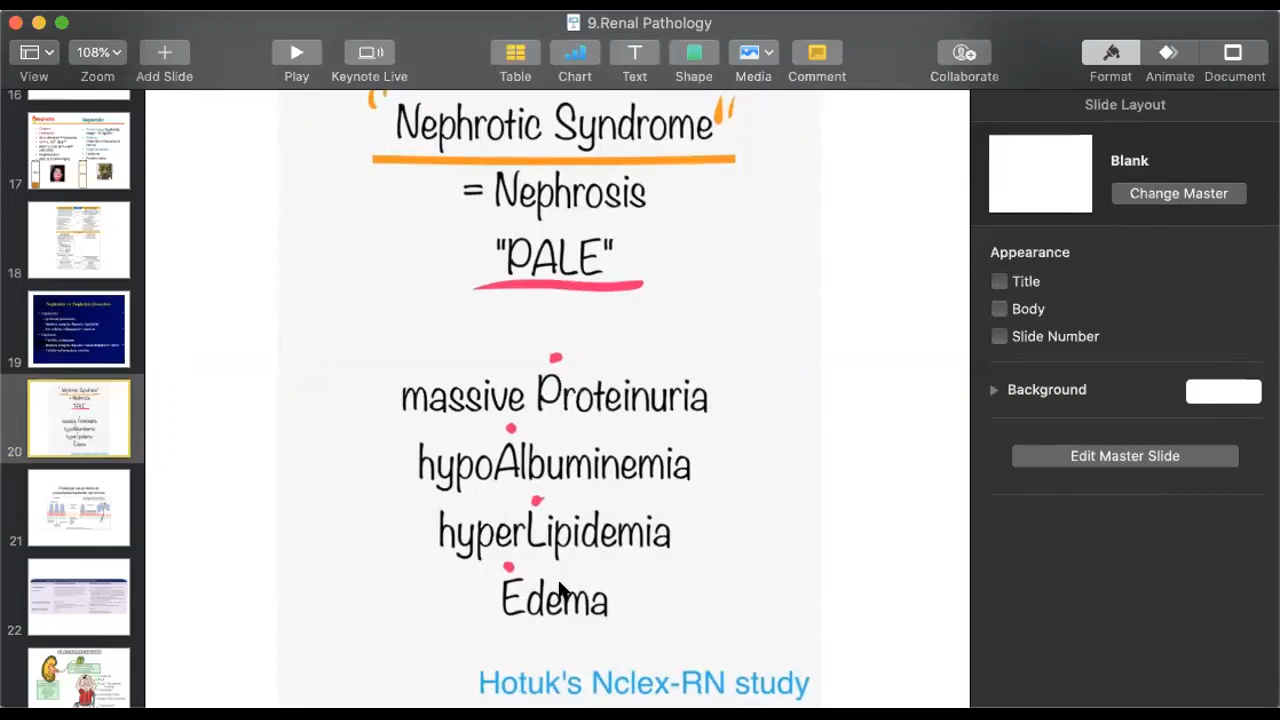 9.Renal Pathology
108%
View
Zoom
Add Slide
Play
Keynote Live
Table
Chart
Text
Shape
Media
Comment
Collaborate
Format
Animate
Document
16
17
18
19
20
21
22
"Nephrotic Syndrome"
= Nephrosis
"PALE"
massive Proteinuria
hypoAlbuminemia
hyperLipidemia
Edema
Hotuk's Nclex-RN study
Slide Layout
Blank
Change Master
Appearance
Title
Body
Slide Number
Background
Edit Master Slide